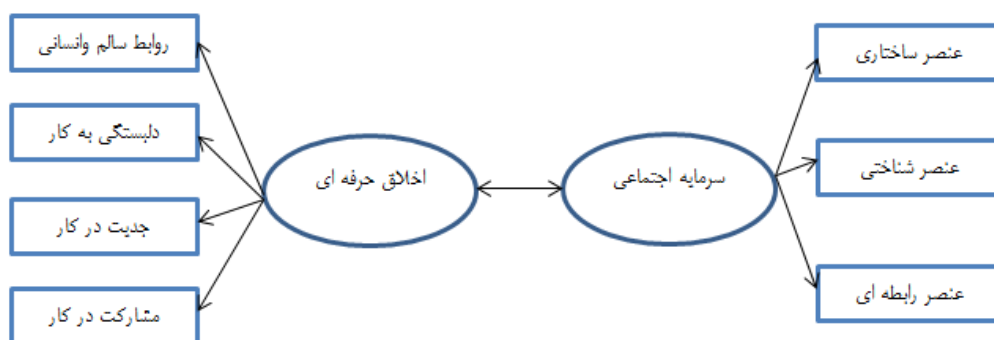 عنصر ساختاری
عنصر شناختی
عنصر رابطه ای
سرمایه اجتماعی
اخلاق حرفه ای
روابط سالم وانسانی
دلبستگی به کار
جدیت در کار
مشارکت در کار